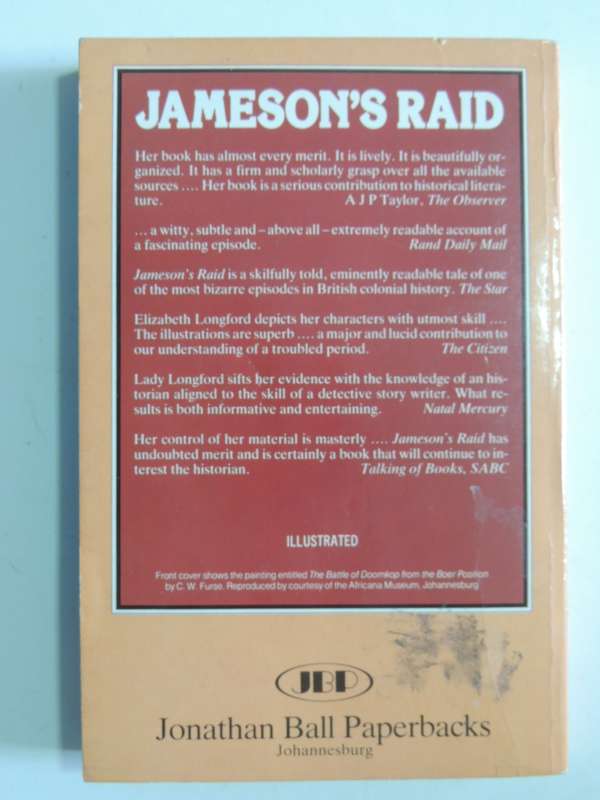 JAMESON'S RAID
Her book has almost every merit. It is lively. It is beautifully or-
ganized. It has a firm and scholarly grasp over all the available
sources .... Her book is a serious contribution to historical litera-
ture. A J P Taylor, The Observer
... a witty, subtle and – above all – extremely readable account of
a fascinating episode. Rand Daily Mail
Jameson's Raid is a skilfully told, eminently readable tale of one
of the most bizarre episodes in British colonial history. The Star
Elizabeth Longford depicts her characters with utmost skill ....
The illustrations are superb .... a major and lucid contribution to
our understanding of a troubled period. The Citizen
Lady Longford sifts her evidence with the knowledge of an his-
torian aligned to the skill of a detective story writer. What re-
sults is both informative and entertaining. Natal Mercury
Her control of her material is masterly .... Jameson's Raid has
undoubted merit and is certainly a book that will continue to in-
terest the historian. Talking of Books, SABC
ILLUSTRATED
Front cover shows the painting entitled The Battle of Doornkop from the Boer Position
by C. W. Furse. Reproduced by courtesy of the Africana Museum, Johannesburg
JBP
Jonathan Ball Paperbacks
Johannesburg